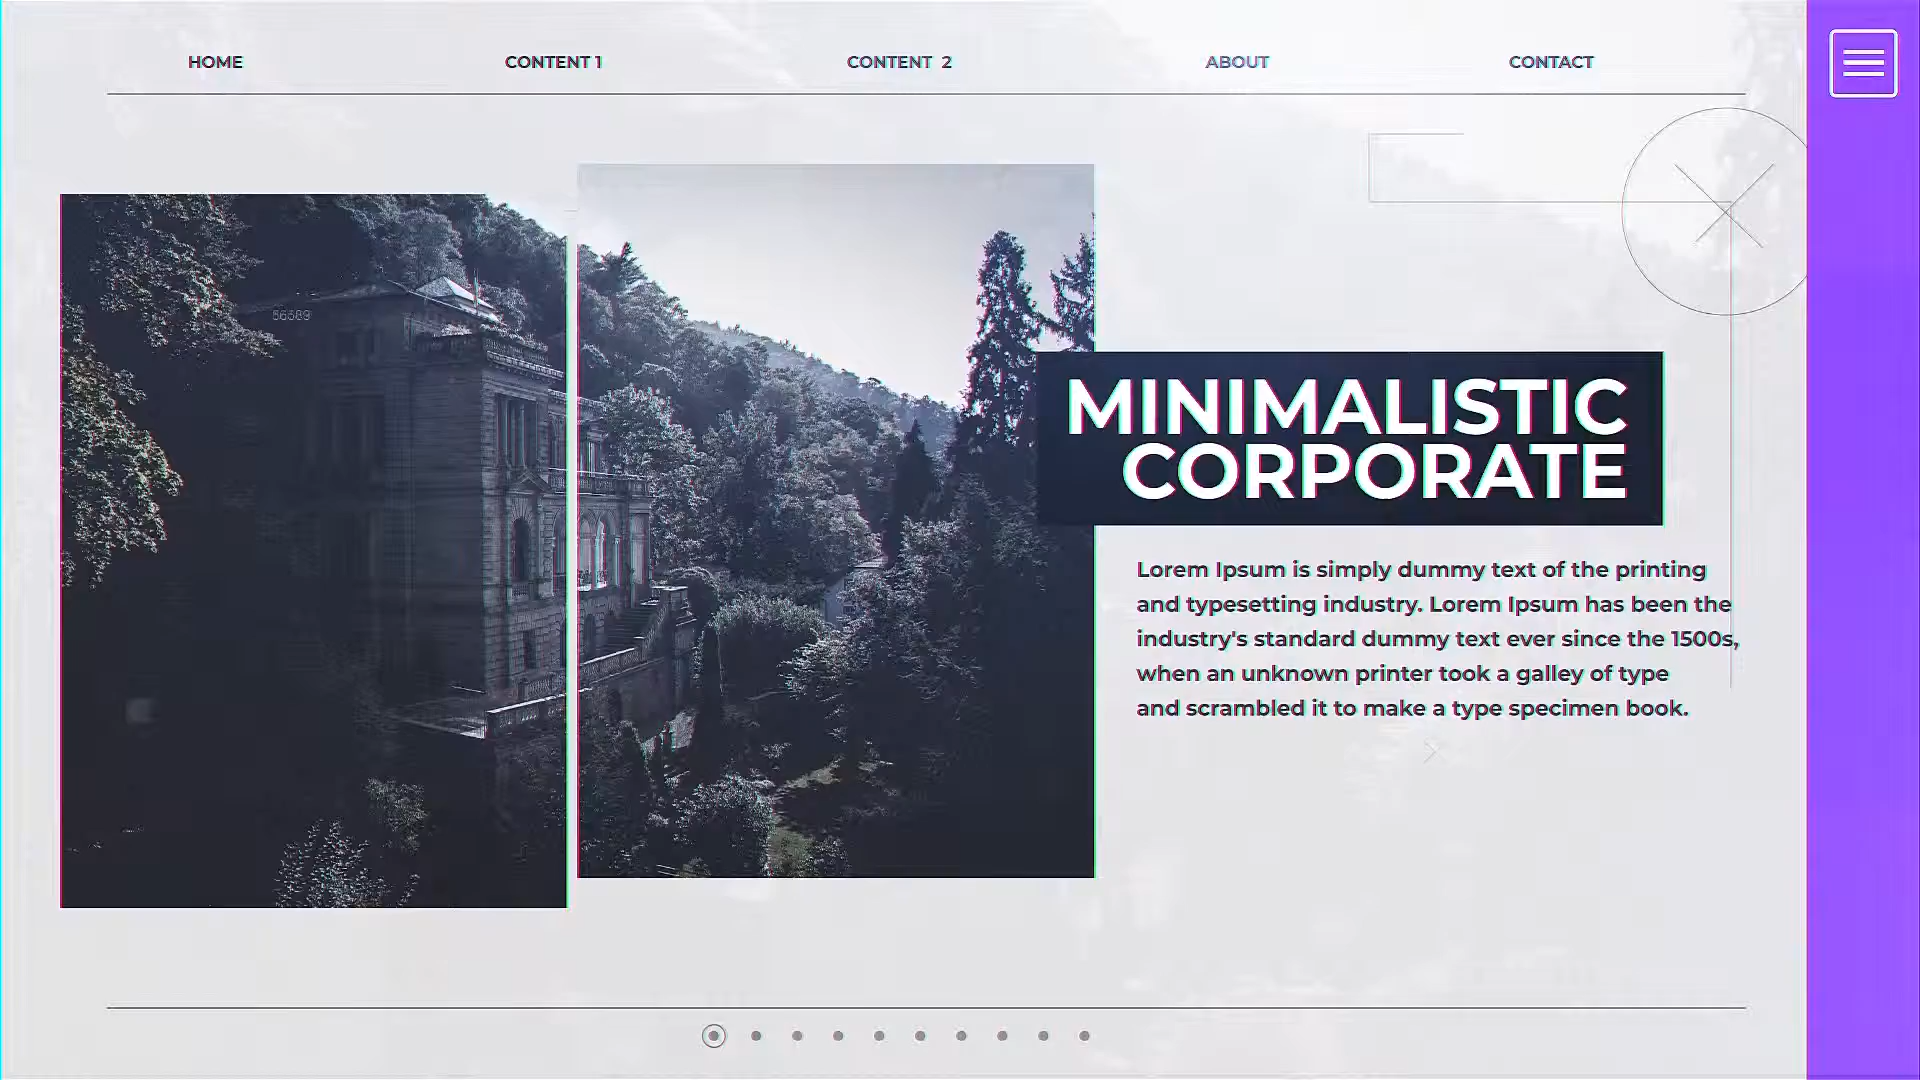 HOME
CONTENT 1
CONTENT 2
ABOUT
CONTACT
56589
MINIMALISTIC
CORPORATE
Lorem Ipsum is simply dummy text of the printing
and typesetting industry. Lorem Ipsum has been the
industry's standard dummy text ever since the 1500s,
when an unknown printer took a galley of type
and scrambled it to make a type specimen book.